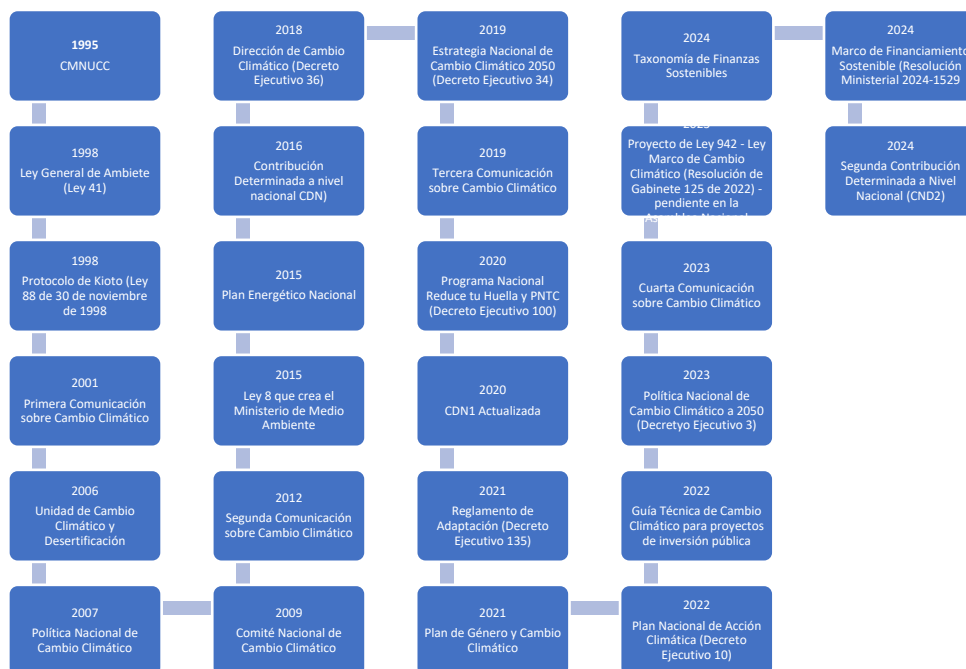 1995
CMNUCC
1998
Ley General de Ambiete
(Ley 41)
1998
Protocolo de Kioto (Ley
88 de 30 de noviembre
de 1998
2001
Primera Comunicación
sobre Cambio Climático
2006
Unidad de Cambio
Climático y
Desertificación
2007
Política Nacional de
Cambio Climático
2009
Comité Nacional de
Cambio Climático
2012
Segunda Comunicación
sobre Cambio Climático
2015
Ley 8 que crea el
Ministerio de Medio
Ambiente
2015
Plan Energético Nacional
2016
Contribución
Determinada a nivel
nacional CDN)
2018
Dirección de Cambio
Climático (Decreto
Ejecutivo 36)
2019
Estrategia Nacional de
Cambio Climático 2050
(Decreto Ejecutivo 34)
2019
Tercera Comunicación
sobre Cambio Climático
2020
Programa Nacional
Reduce tu Huella y PNTC
(Decreto Ejecutivo 100)
2020
CDN1 Actualizada
2021
Reglamento de
Adaptación (Decreto
Ejecutivo 135)
2021
Plan de Género y Cambio
Climático
2022
Plan Nacional de Acción
Climática (Decreto
Ejecutivo 10)
2022
Guía Técnica de Cambio
Climático para proyectos
de inversión pública
2023
Política Nacional de
Cambio Climático a 2050
(Decretyo Ejecutivo 3)
2023
Cuarta Comunicación
sobre Cambio Climático
2023
Proyecto de Ley 942 - Ley
Marco de Cambio
Climático (Resolución de
Gabinete 125 de 2022) -
pendiente en la
Asamblea Nacional
2024
Taxonomía de Finanzas
Sostenibles
2024
Marco de Financiamiento
Sostenible (Resolución
Ministerial 2024-1529
2024
Segunda Contribución
Determinada a Nivel
Nacional (CND2)